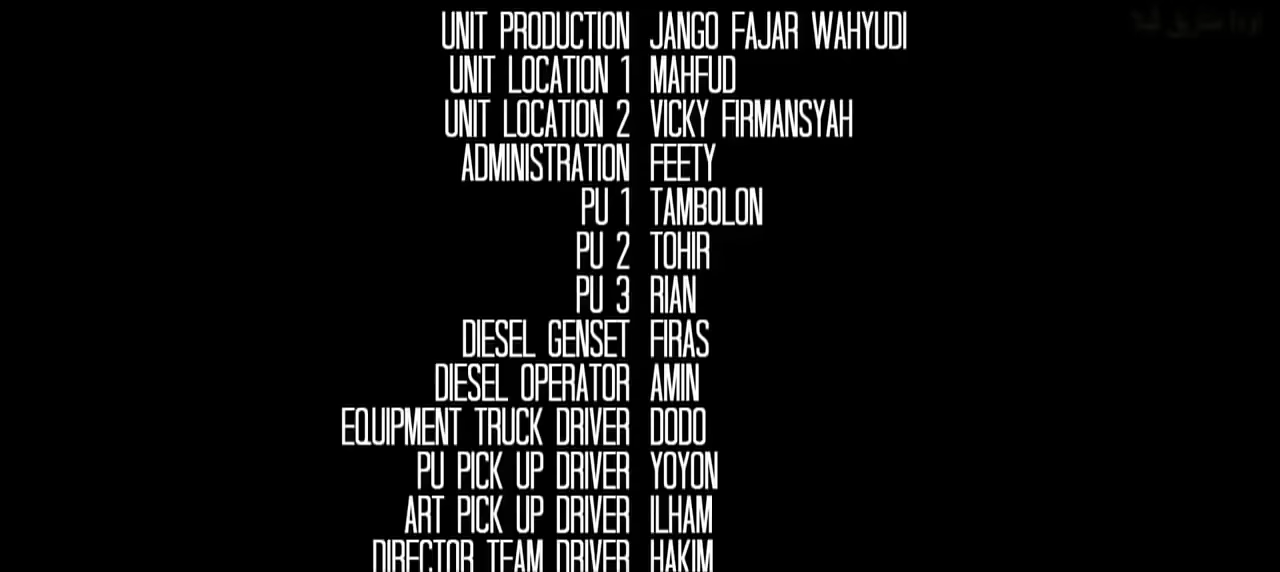 UNIT PRODUCTION JANGO FAJAR WAHYUDI
UNIT LOCATION 1 MAHFUD
UNIT LOCATION 2 VICKY FIRMANSYAH
ADMINISTRATION FEETY
PU 1 TAMBOLON
PU 2 TOHIR
PU 3 RIAN
DIESEL GENSET FIRAS
DIESEL OPERATOR AMIN
EQUIPMENT TRUCK DRIVER DODO
PU PICK UP DRIVER YOYON
ART PICK UP DRIVER ILHAM
DIRECTOR TEAM DRIVER HAKIM